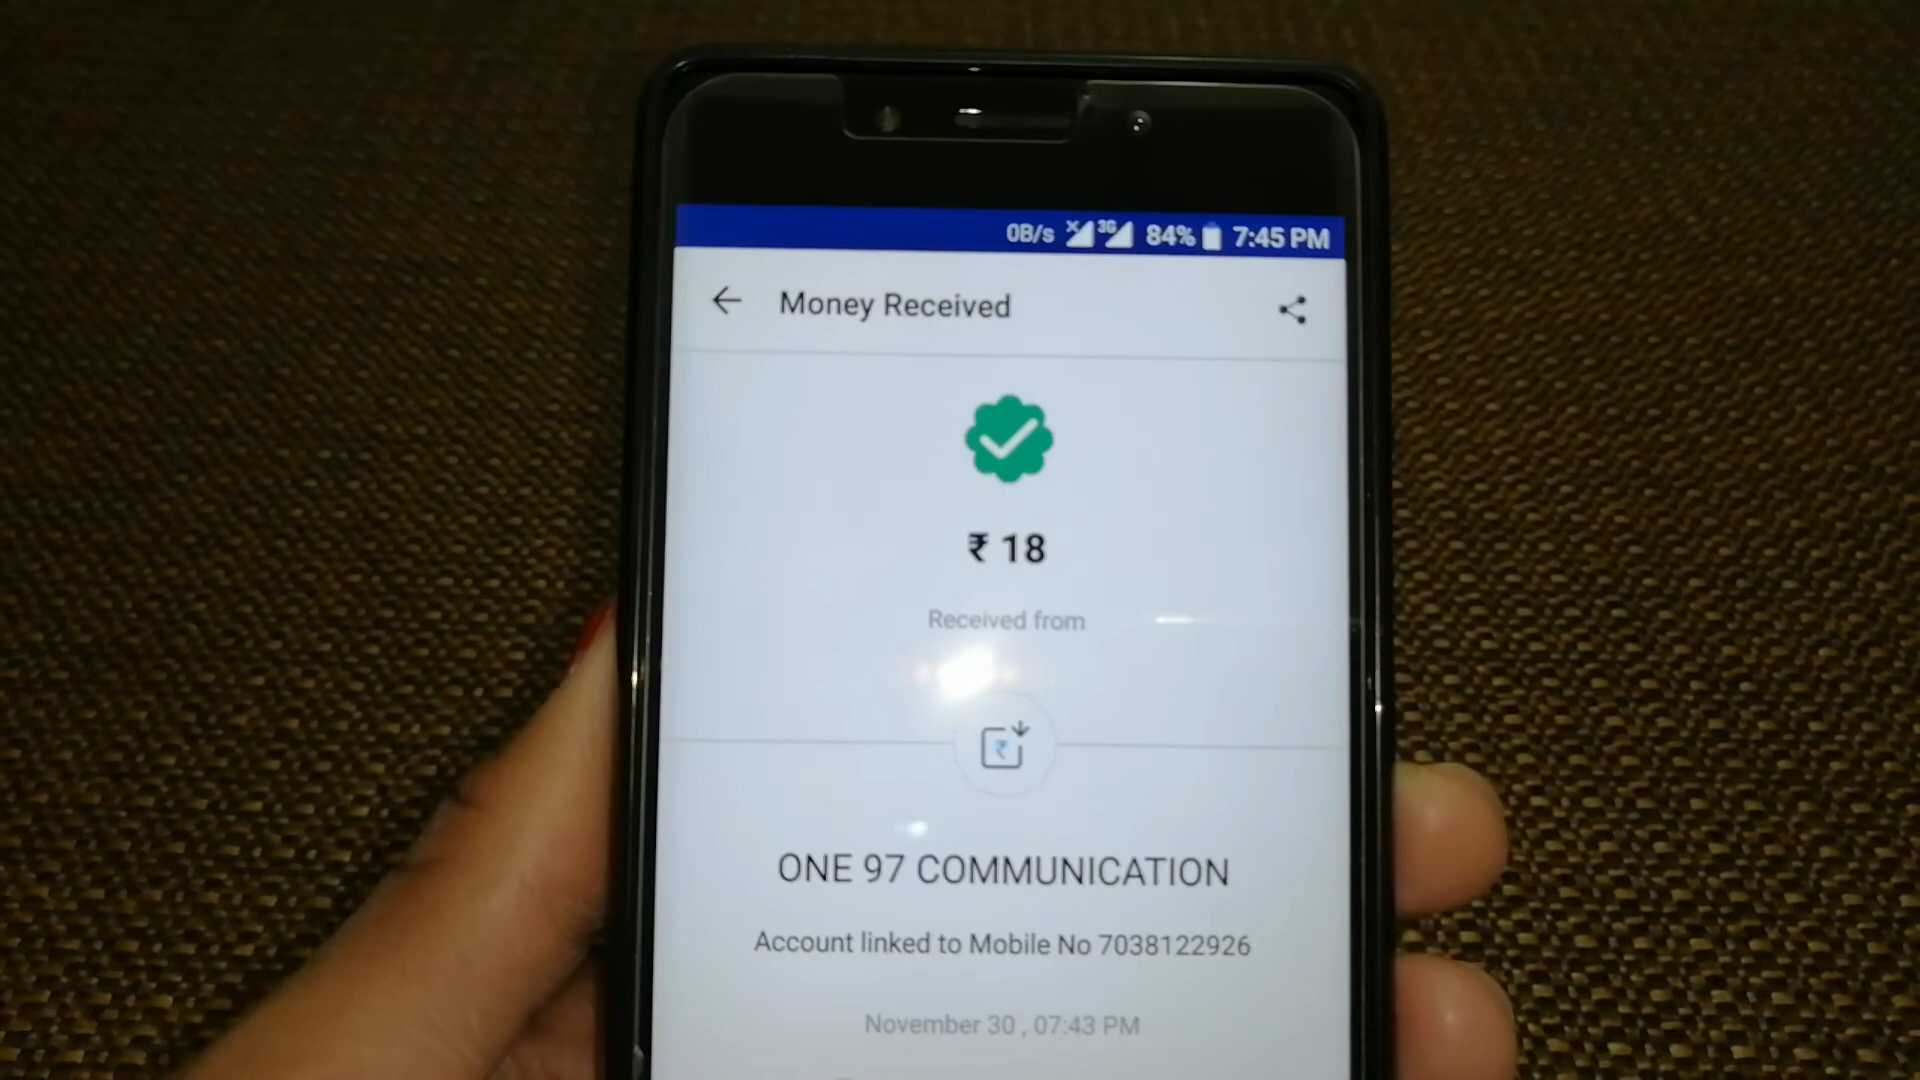 0B/s 3G 84% 7:45 PM
Money Received
₹ 18
Received from
₹
ONE 97 COMMUNICATION
Account linked to Mobile No 7038122926
November 30 , 07:43 PM